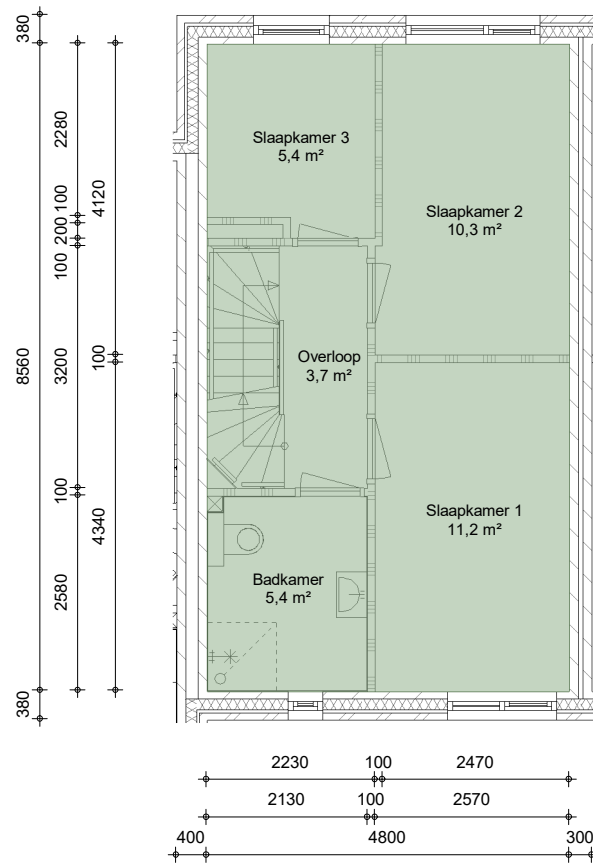 380
2280
100
200
100
4120
Slaapkamer 3
5,4 m²
Slaapkamer 2
10,3 m²
8560
3200
100
Overloop
3,7 m²
100
4340
Slaapkamer 1
11,2 m²
2580
Badkamer
5,4 m²
380
2230 100 2470
2130 100 2570
400 4800 300